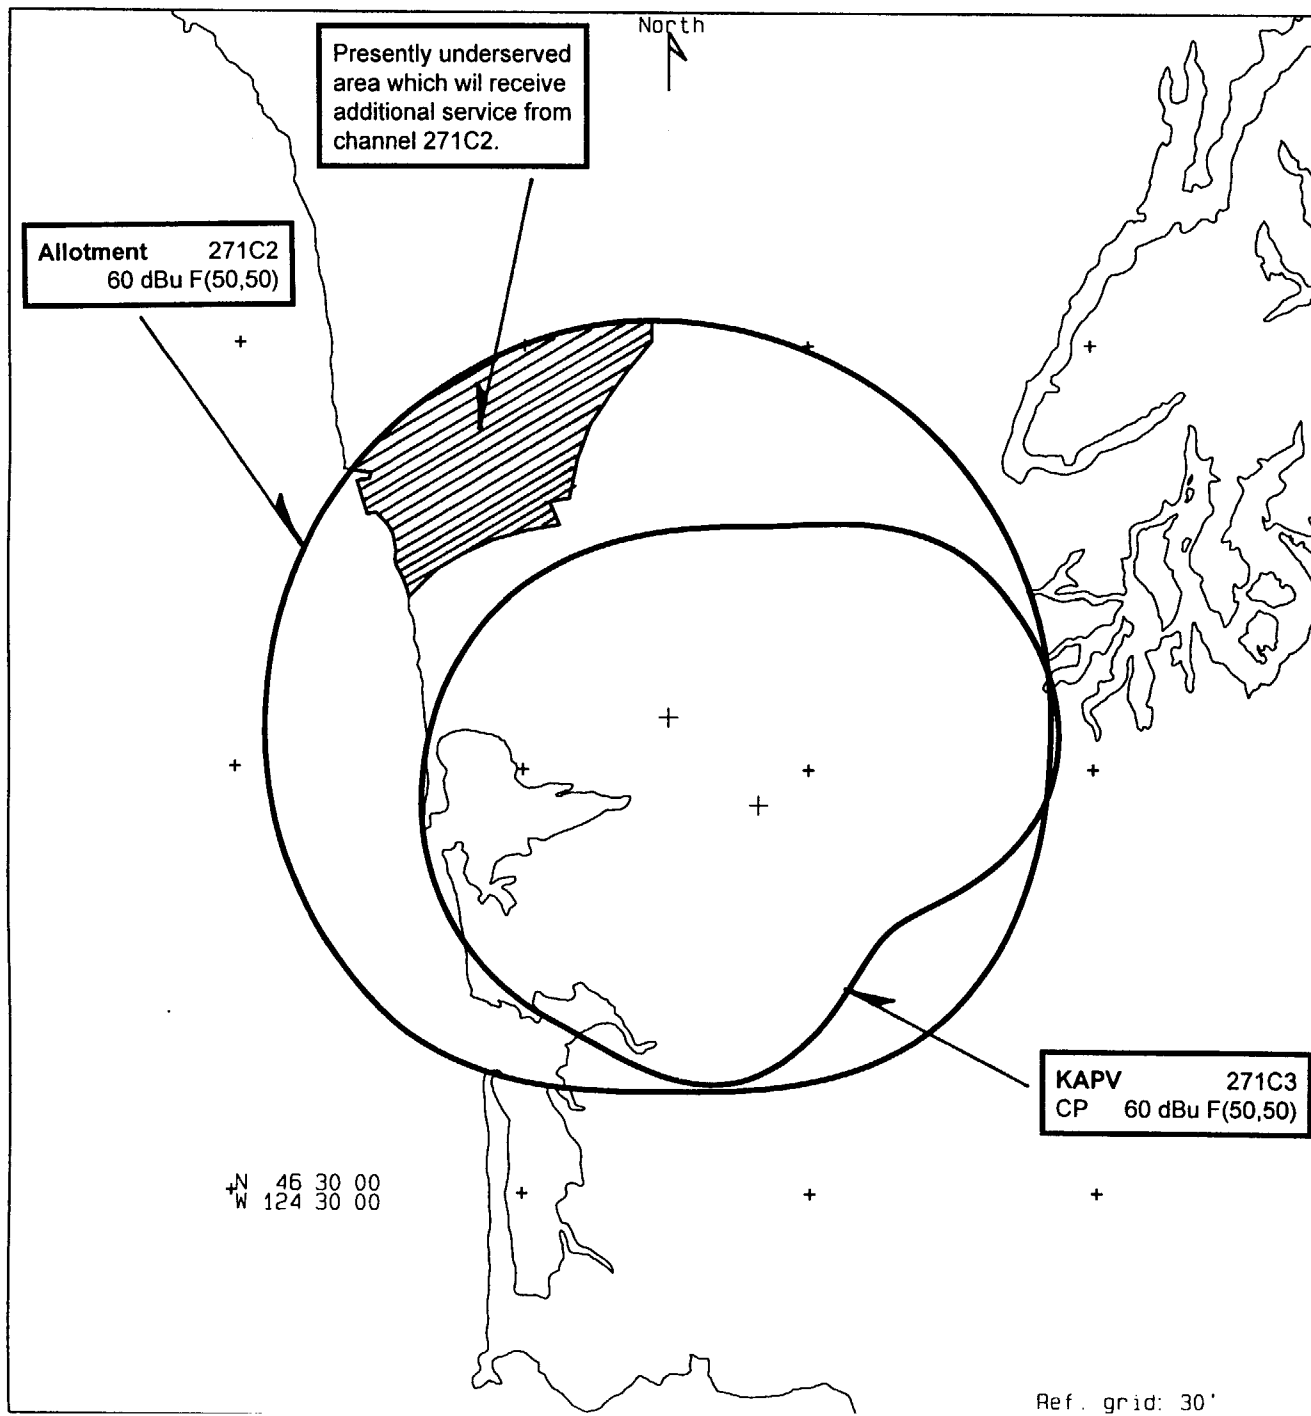 North
Presently underserved
area which wil receive
additional service from
channel 271C2.
Allotment 271C2
60 dBu F(50,50)
KAPV 271C3
CP 60 dBu F(50,50)
N 46 30 00
W 124 30 00
Ref. grid: 30'